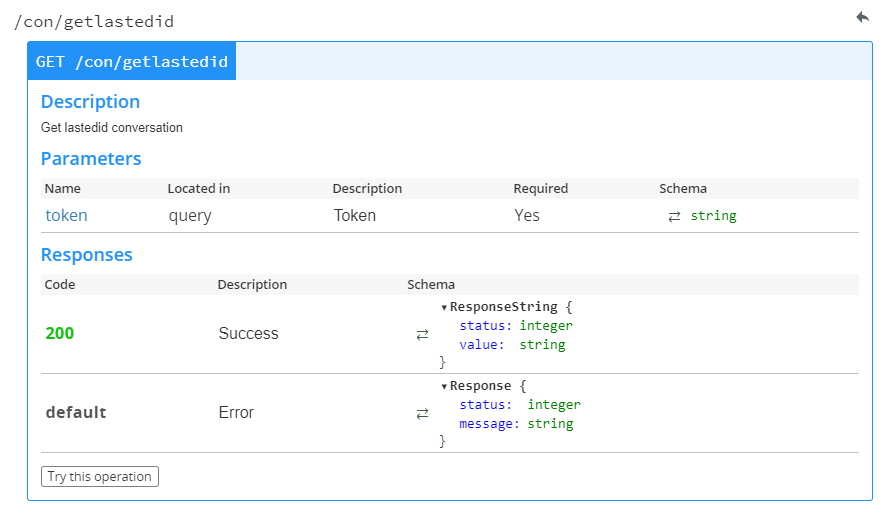 /con/getlastedid
GET /con/getlastedid
Description
Get lastedid conversation
Parameters
Name Located in Description Required Schema
token query Token Yes ⇄ string
Responses
Code Description Schema
200 Success ⇄ ▾ResponseString {
status: integer
value: string
}
default Error ⇄ ▾Response {
status: integer
message: string
}
Try this operation